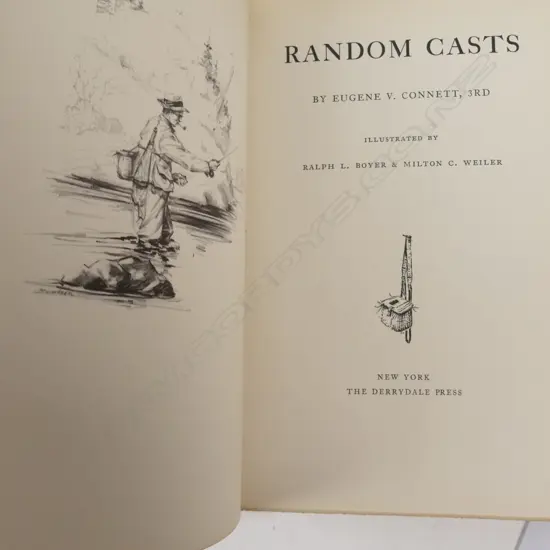 RANDOM CASTS
BY EUGENE V. CONNETT, 3RD
ILLUSTRATED BY
RALPH L. BOYER & MILTON C. WEILER
NEW YORK
THE DERRYDALE PRESS